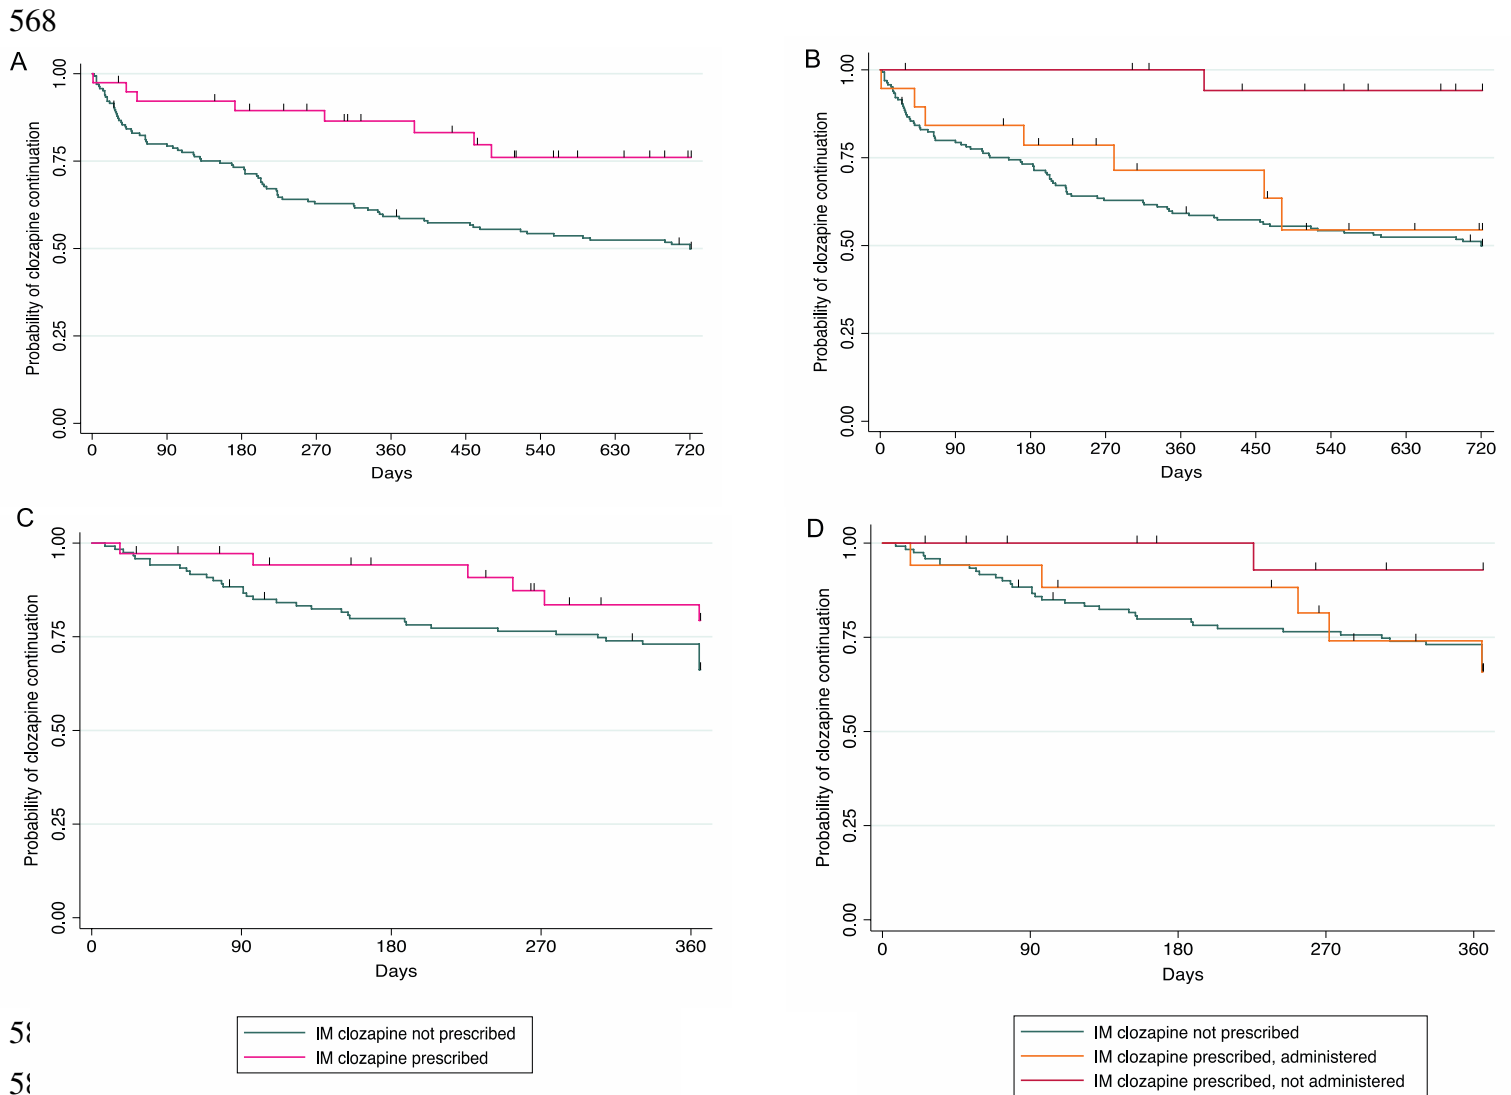 568
A
Probability of clozapine continuation
1.00
0.75
0.50
0.25
0.00
0 90 180 270 360 450 540 630 720
Days
B
Probability of clozapine continuation
1.00
0.75
0.50
0.25
0.00
0 90 180 270 360 450 540 630 720
Days
C
Probability of clozapine continuation
1.00
0.75
0.50
0.25
0.00
0 90 180 270 360
Days
D
Probability of clozapine continuation
1.00
0.75
0.50
0.25
0.00
0 90 180 270 360
Days
IM clozapine not prescribed
IM clozapine prescribed
IM clozapine not prescribed
IM clozapine prescribed, administered
IM clozapine prescribed, not administered